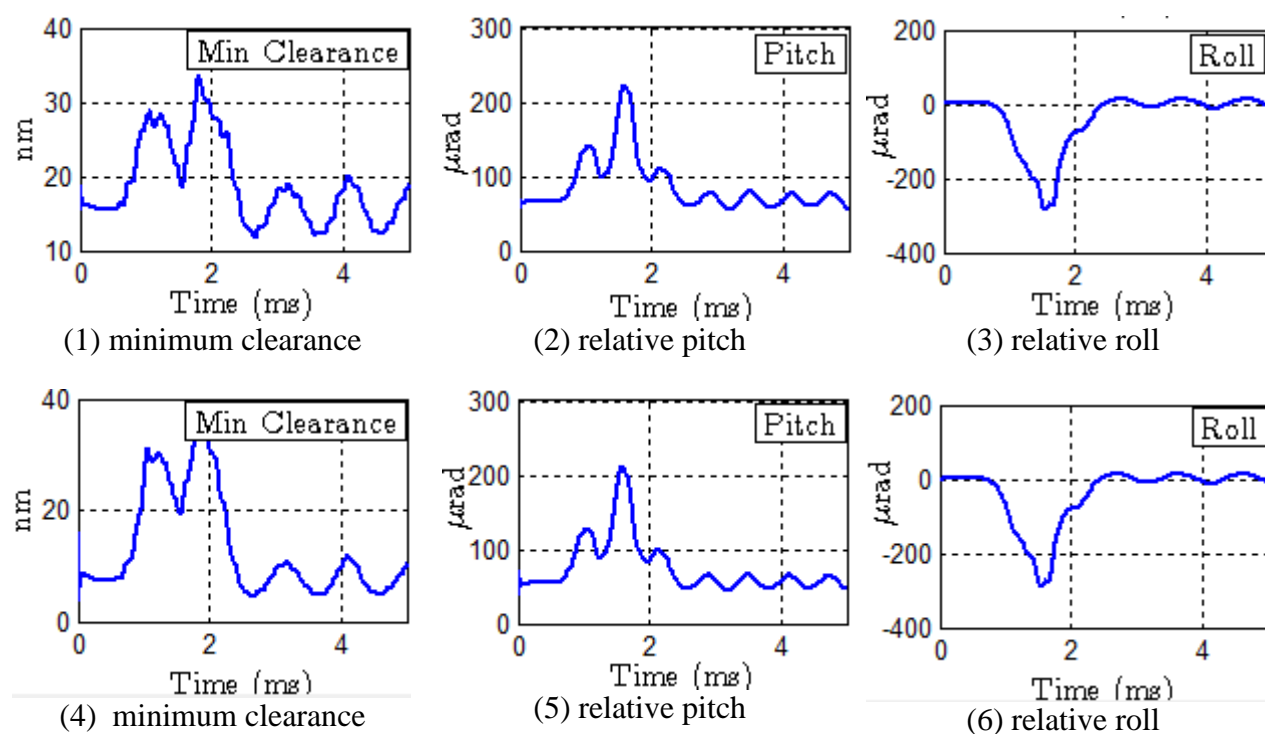 40
30
20
10
nm
Min Clearance
0 2 4
Time (ms)
(1) minimum clearance
300
200
100
0
μrad
Pitch
0 2 4
Time (ms)
(2) relative pitch
200
0
-200
-400
μrad
Roll
0 2 4
Time (ms)
(3) relative roll
40
20
0
nm
Min Clearance
0 2 4
Time (ms)
(4) minimum clearance
300
200
100
0
μrad
Pitch
0 2 4
Time (ms)
(5) relative pitch
200
0
-200
-400
μrad
Roll
0 2 4
Time (ms)
(6) relative roll